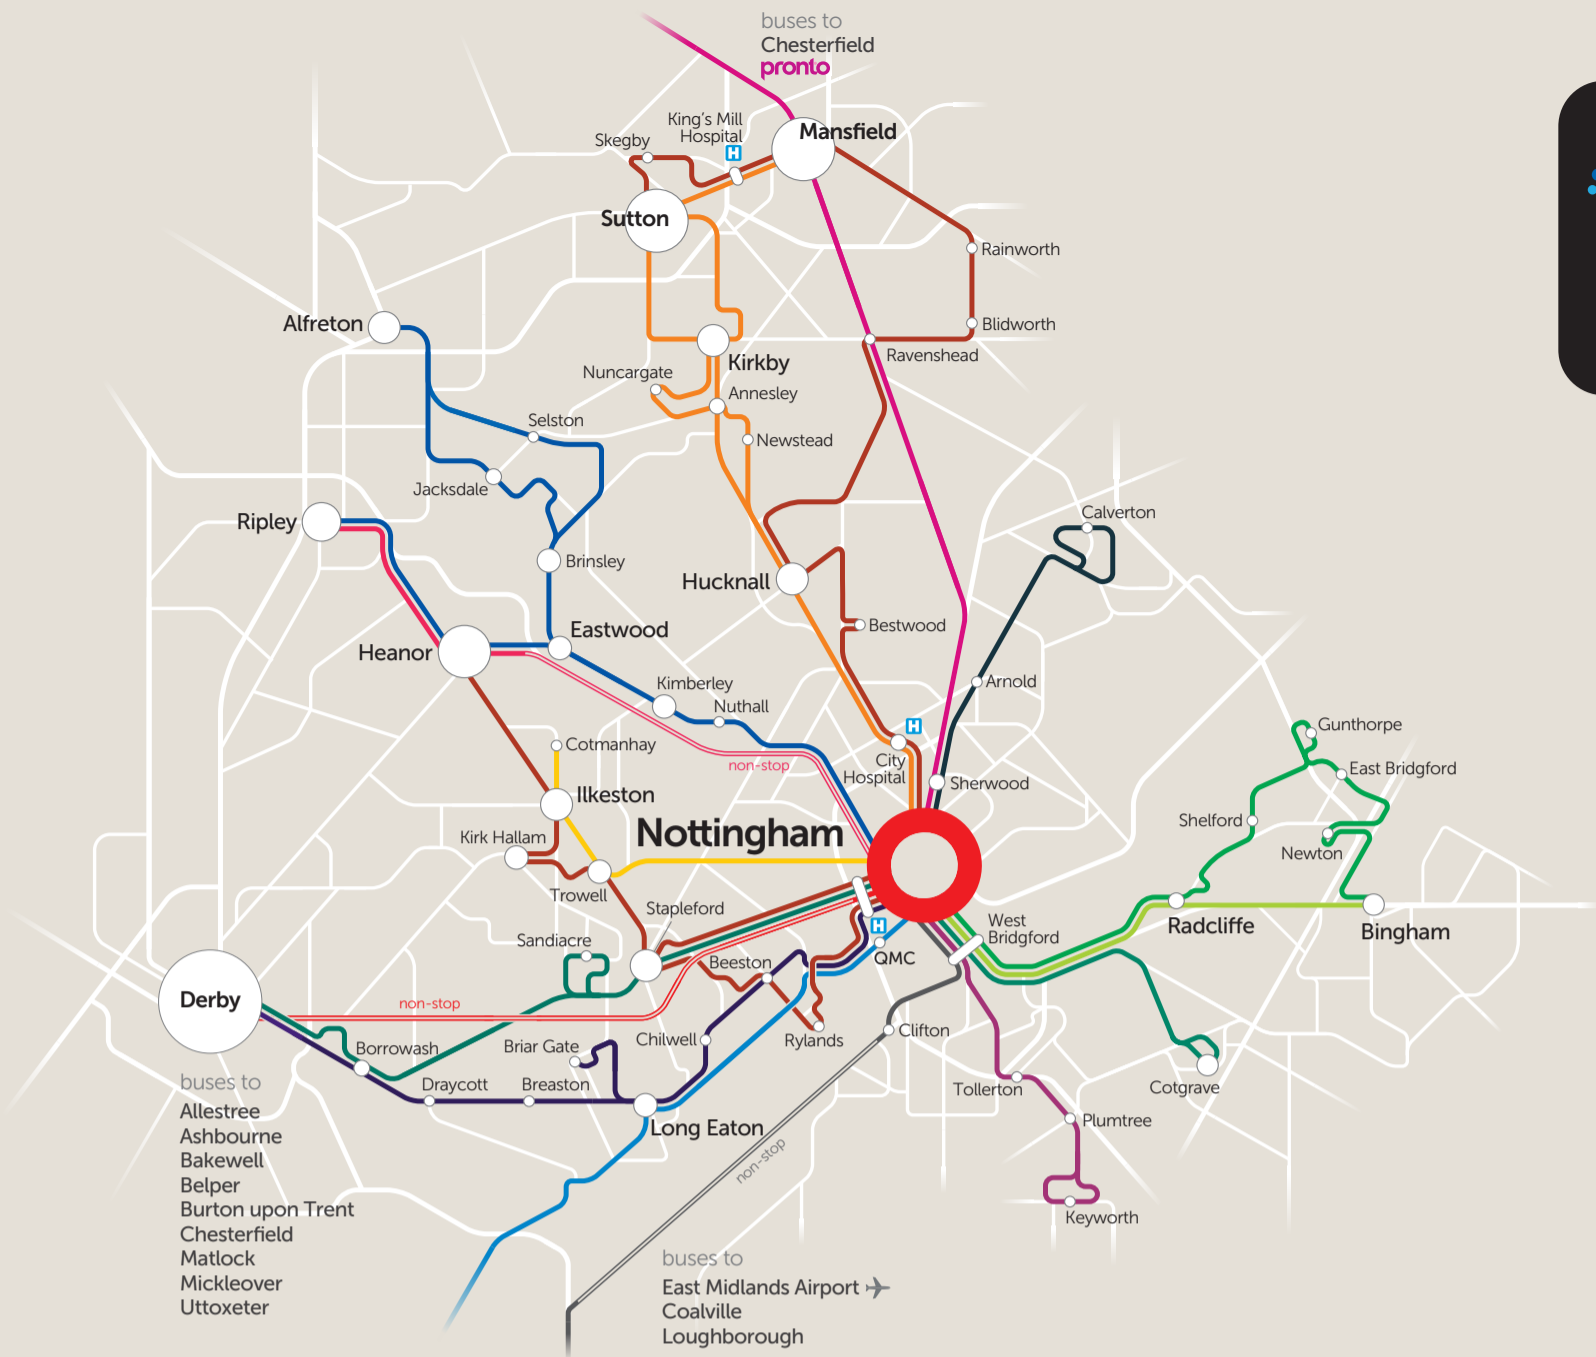 buses to
Chesterfield
pronto
King's Mill
Hospital
H
Skegby
Mansfield
Sutton
Rainworth
Alfreton
Blidworth
Ravenshead
Kirkby
Nuncargate
Annesley
Selston
Newstead
Jacksdale
Calverton
Ripley
Brinsley
Hucknall
Eastwood
Bestwood
Heanor
Kimberley
Arnold
Nuthall
H
Gunthorpe
Cotmanhay
City
Hospital
non-stop
East Bridgford
Sherwood
Ilkeston
Shelford
Nottingham
Kirk Hallam
Newton
Trowell
Stapleford
West
Bridgford
Radcliffe
Bingham
H
Sandiacre
QMC
Beeston
Derby
non-stop
Clifton
Chilwell
Rylands
Briar Gate
Borrowash
Draycott
Breaston
Tollerton
Cotgrave
Long Eaton
Plumtree
non-stop
Keyworth
buses to
Allestree
Ashbourne
Bakewell
Belper
Burton upon Trent
Chesterfield
Matlock
Mickleover
Uttoxeter
buses to
East Midlands Airport
Coalville
Loughborough